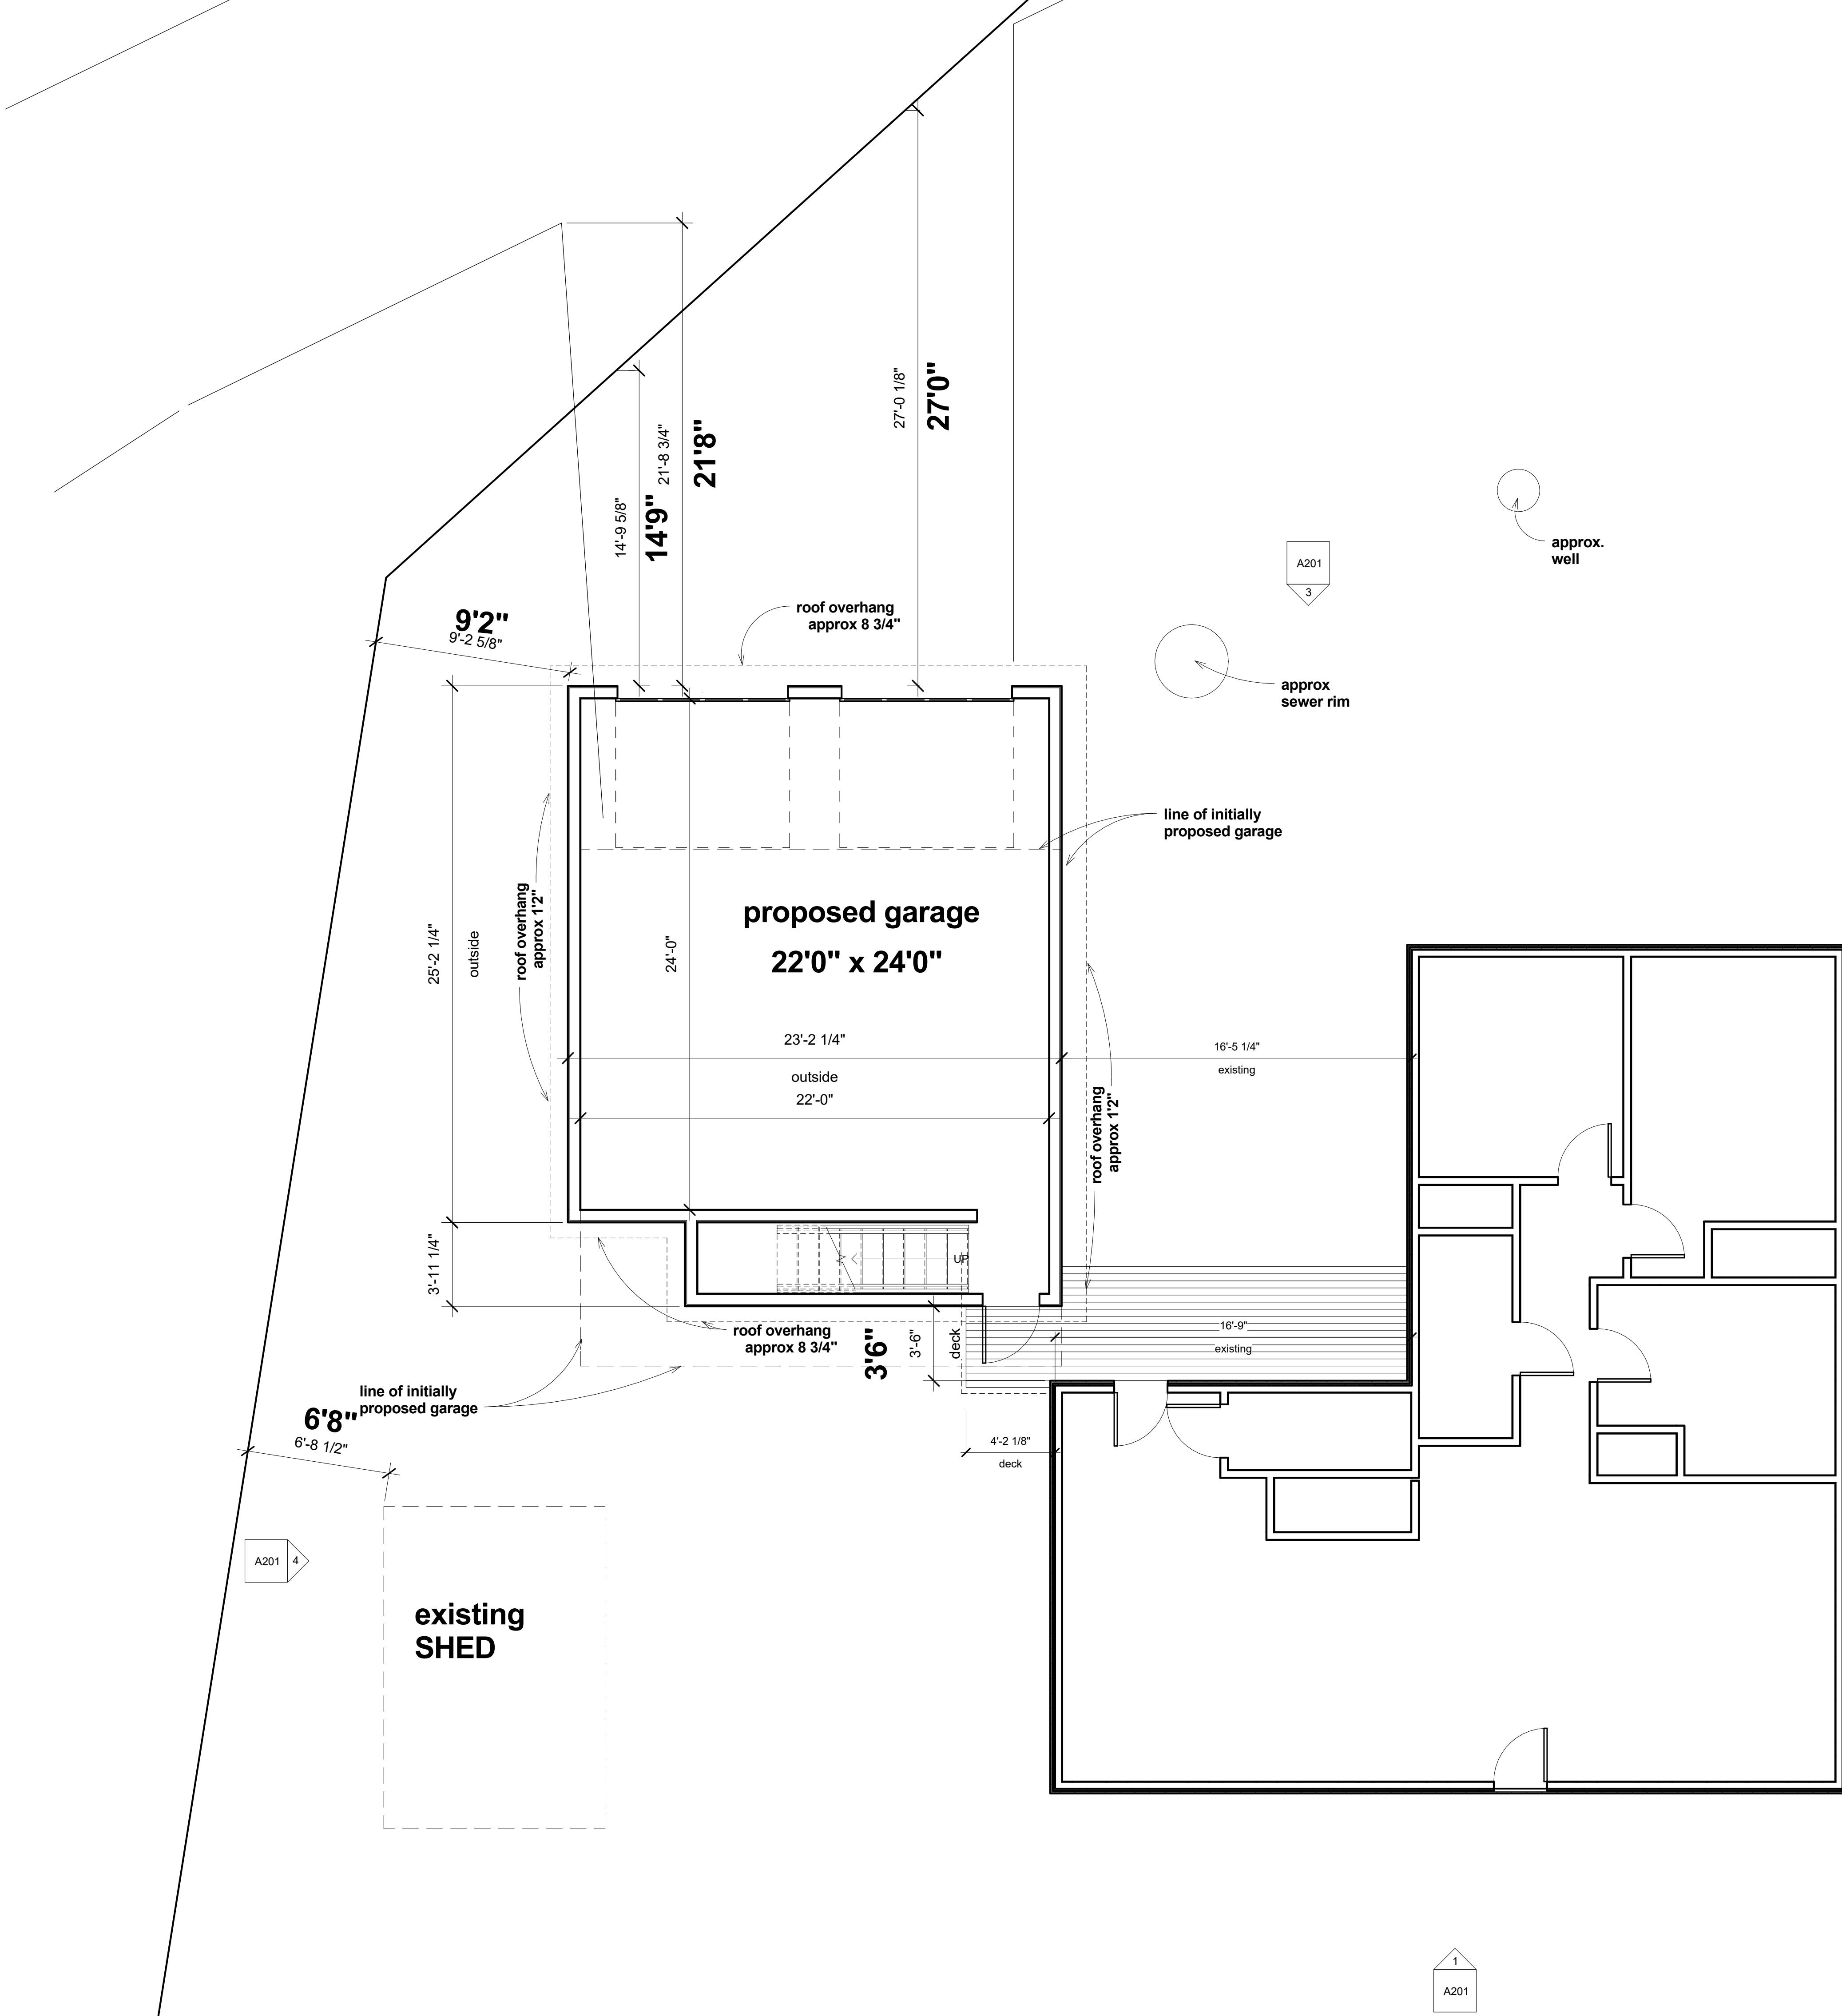 27'-0 1/8"
27'0"
21'-8 3/4"
21'8"
14'-9 5/8"
14'9"
approx.
well
A201
3
9'2"
9'-2 5/8"
roof overhang
approx 8 3/4"
approx
sewer rim
line of initially
proposed garage
roof overhang
approx 1'2"
proposed garage
22'0" x 24'0"
25'-2 1/4"
outside
24'-0"
23'-2 1/4"
outside
22'-0"
16'-5 1/4"
existing
roof overhang
approx 1'2"
3'-11 1/4"
UP
roof overhang
approx 8 3/4"
3'6"
3'-6"
deck
16'-9"
existing
line of initially
proposed garage
6'8"
6'-8 1/2"
4'-2 1/8"
deck
A201
4
existing
SHED
1
A201